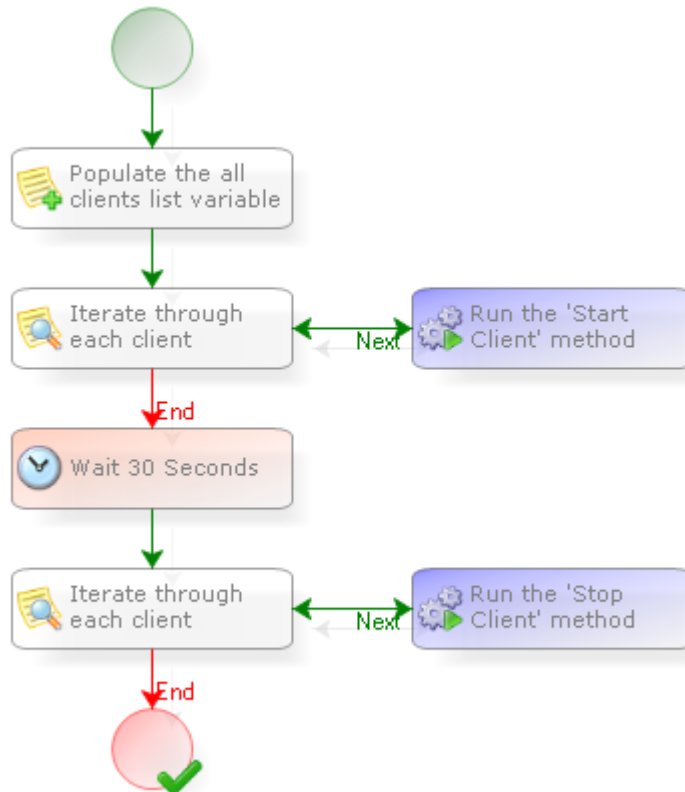 Populate the all
clients list variable
Iterate through
each client
Next
Run the 'Start
Client' method
End
Wait 30 Seconds
Iterate through
each client
Next
Run the 'Stop
Client' method
End